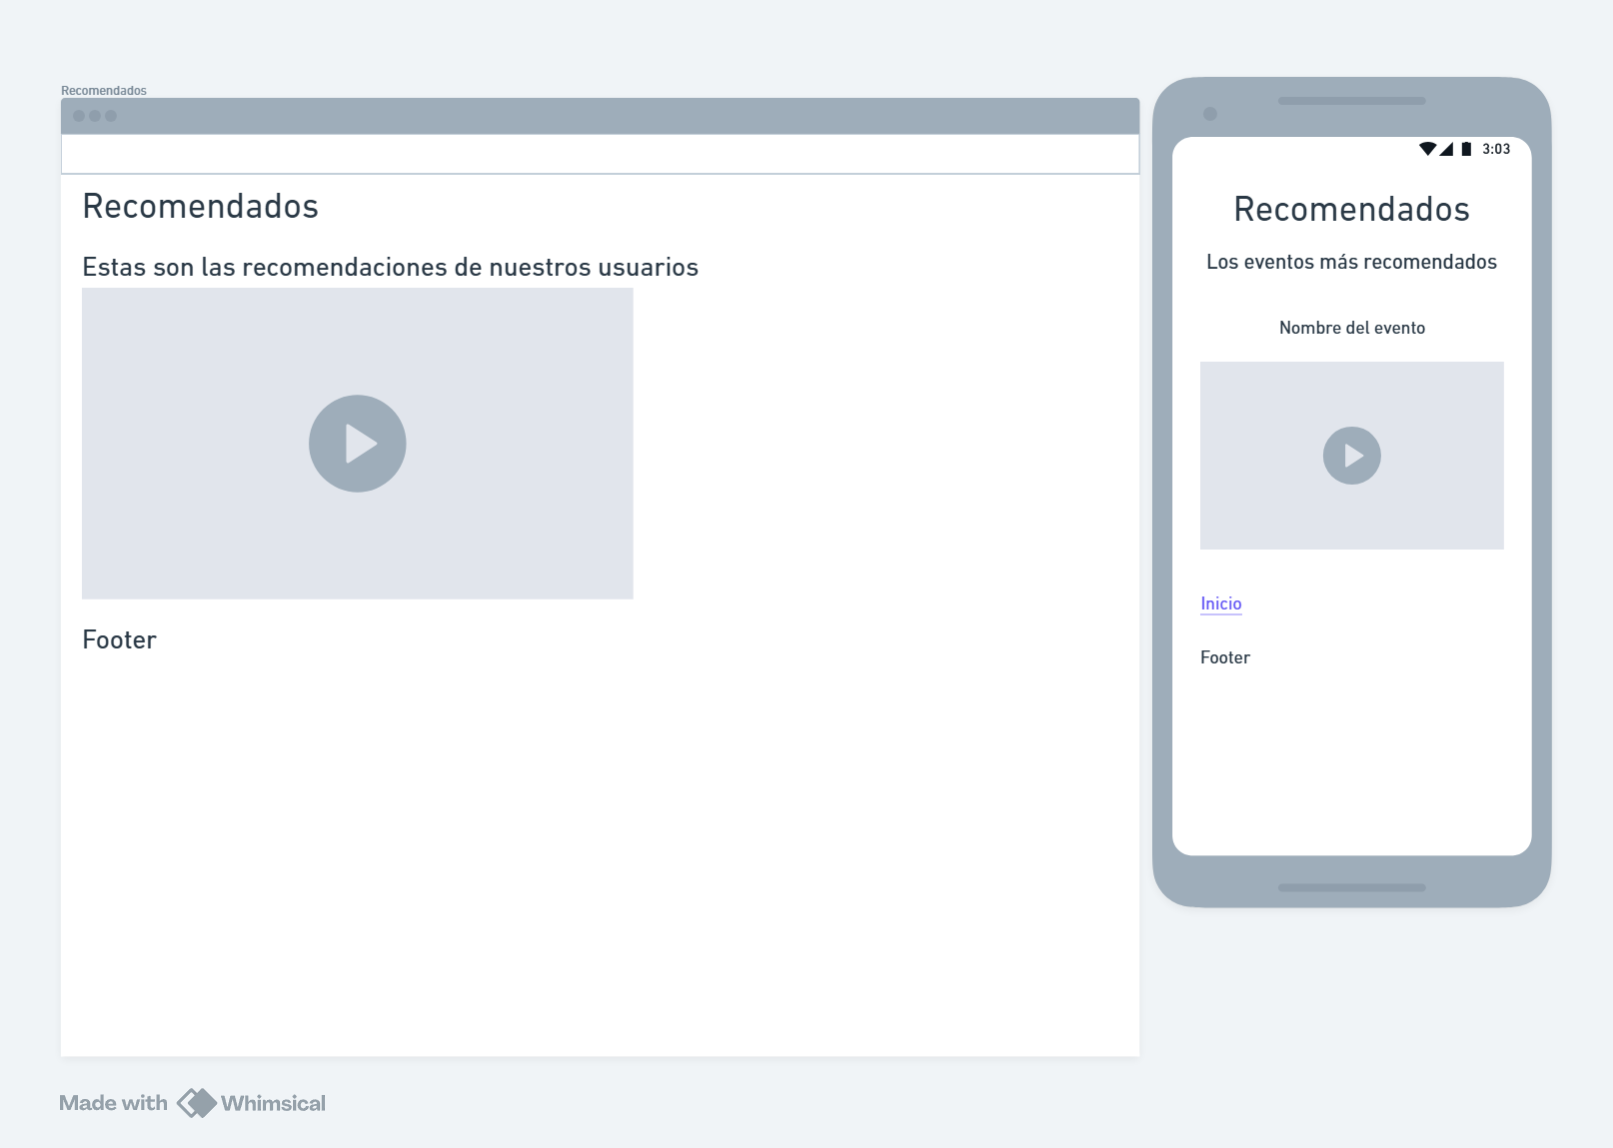 Recomendados
Recomendados
Estas son las recomendaciones de nuestros usuarios
Footer
3:03
Recomendados
Los eventos más recomendados
Nombre del evento
Inicio
Footer
Made with Whimsical